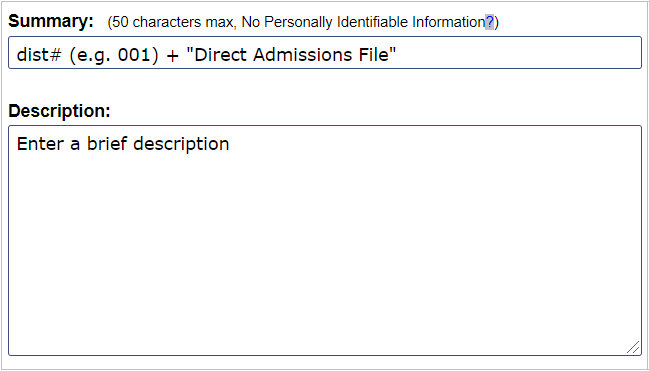 Summary: (50 characters max, No Personally Identifiable Information?)
dist# (e.g. 001) + "Direct Admissions File"
Description:
Enter a brief description